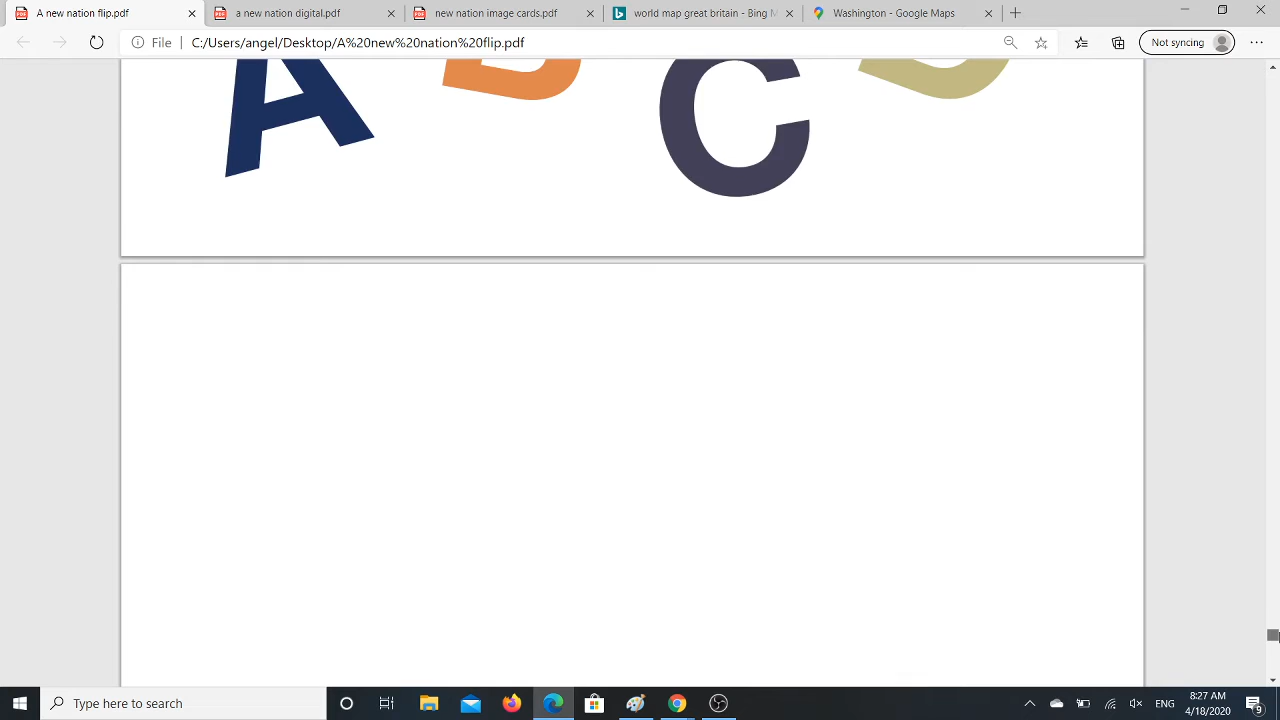 A new nation flip.pdf
a new nation digital.pdf
new nation image cards.pdf
world map great britain - Bing M
Washington - Google Maps
File
C:/Users/angel/Desktop/A%20new%20nation%20flip.pdf
Not syncing
A
C
Type here to search
ENG
8:27 AM
4/18/2020
9